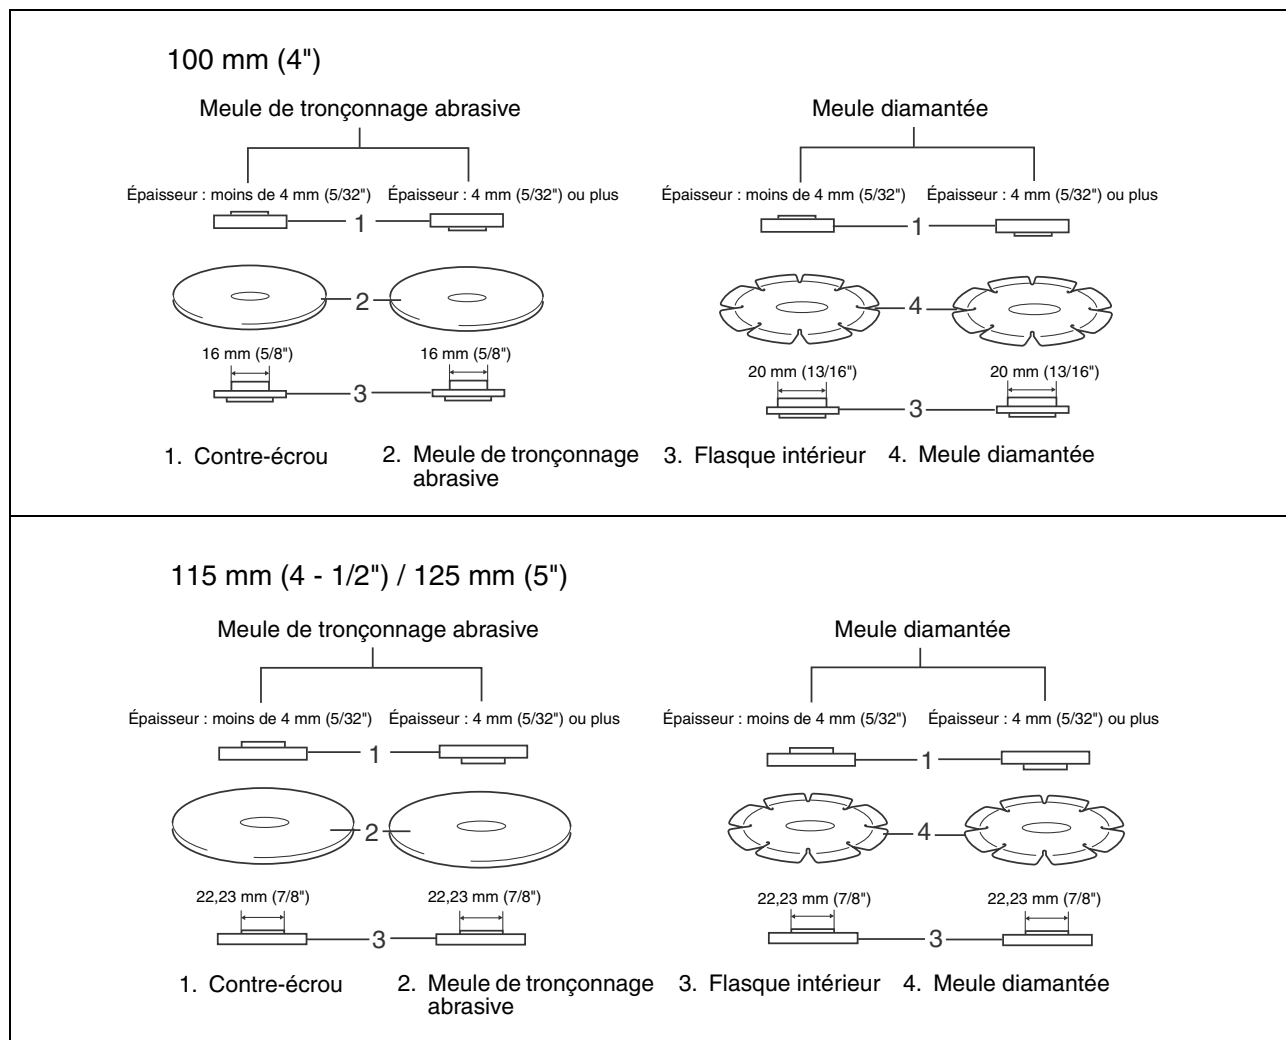 100 mm (4")
Meule de tronçonnage abrasive
Meule diamantée
Épaisseur : moins de 4 mm (5/32")
Épaisseur : 4 mm (5/32") ou plus
Épaisseur : moins de 4 mm (5/32")
Épaisseur : 4 mm (5/32") ou plus
1
1
2
4
16 mm (5/8")
16 mm (5/8")
20 mm (13/16")
20 mm (13/16")
3
3
1. Contre-écrou
2. Meule de tronçonnage
abrasive
3. Flasque intérieur
4. Meule diamantée
115 mm (4 - 1/2") / 125 mm (5")
Meule de tronçonnage abrasive
Meule diamantée
Épaisseur : moins de 4 mm (5/32")
Épaisseur : 4 mm (5/32") ou plus
Épaisseur : moins de 4 mm (5/32")
Épaisseur : 4 mm (5/32") ou plus
1
1
2
4
22,23 mm (7/8")
22,23 mm (7/8")
22,23 mm (7/8")
22,23 mm (7/8")
3
3
1. Contre-écrou
2. Meule de tronçonnage
abrasive
3. Flasque intérieur
4. Meule diamantée